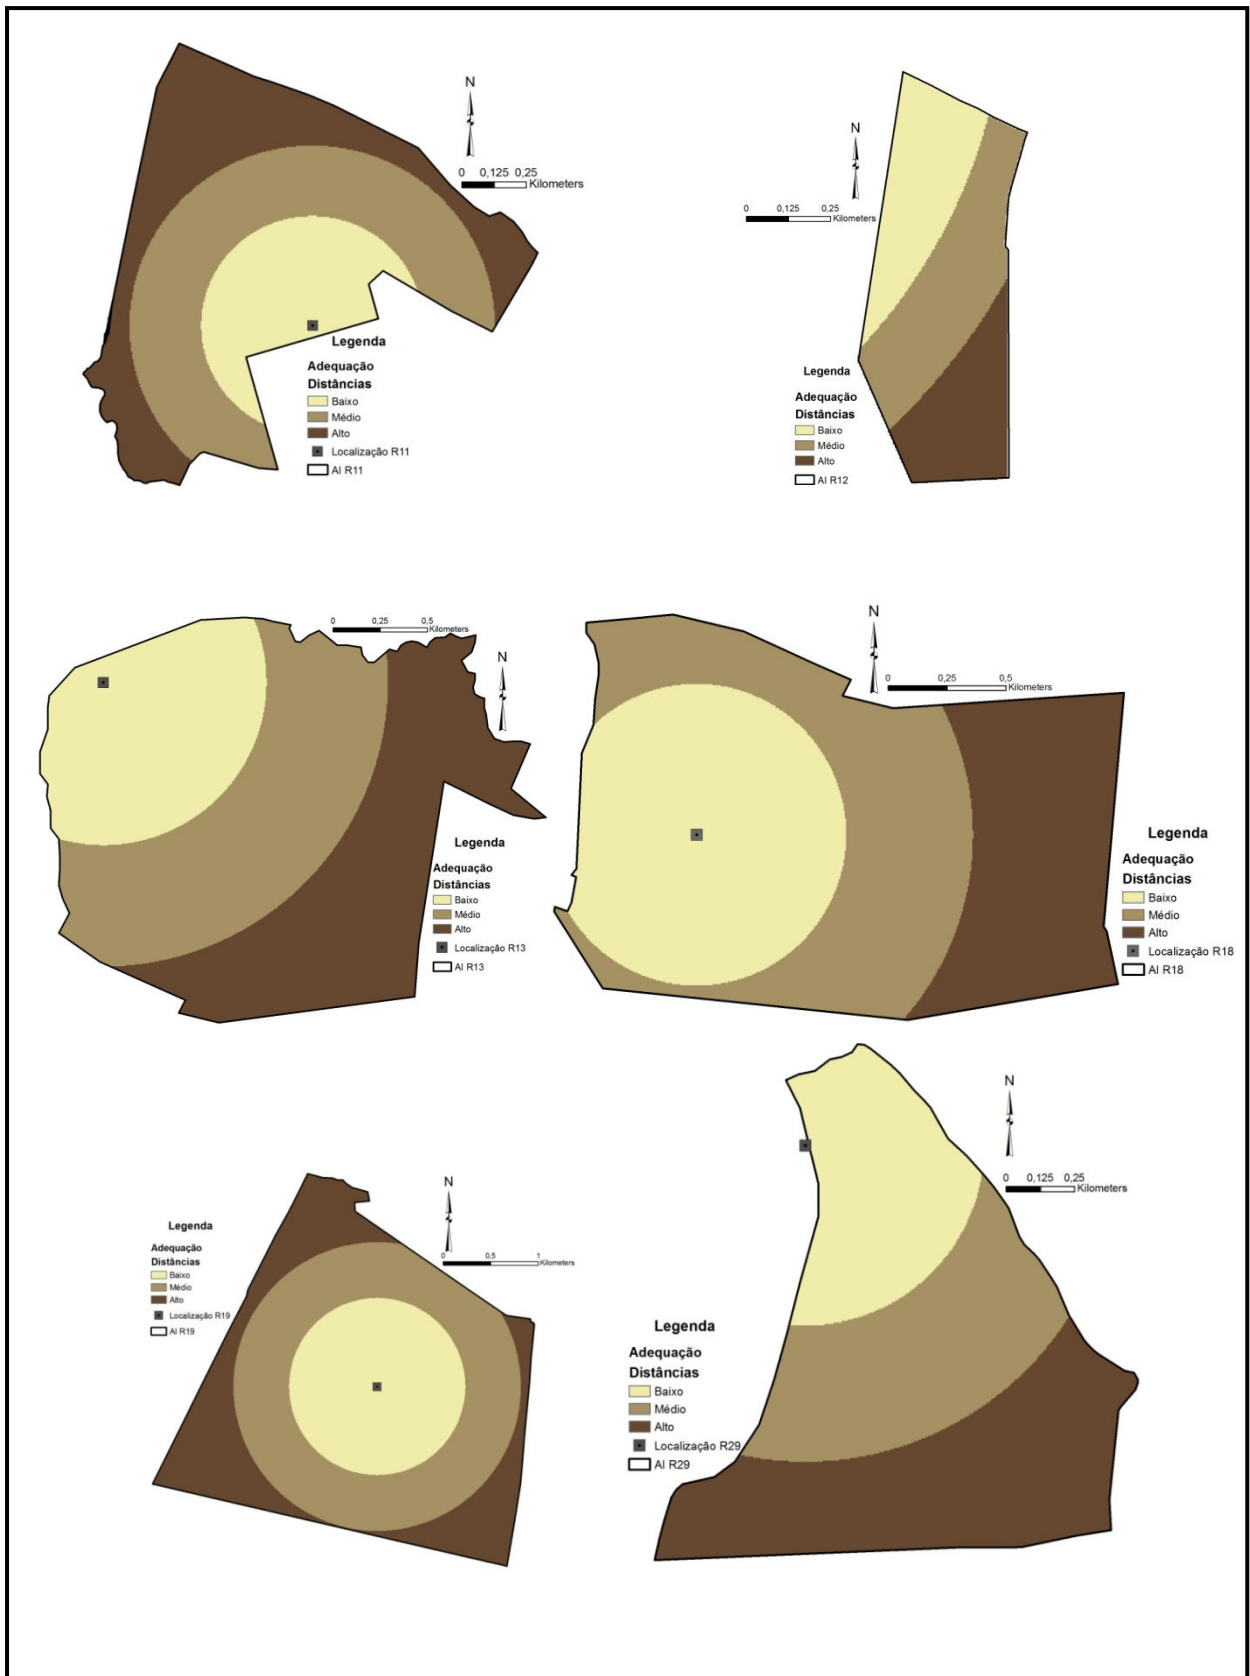 N
0 0,125 0,25
Kilometers
Legenda
Adequação
Distâncias
Baixo
Médio
Alto
Localização R11
AI R11
N
0 0,125 0,25
Kilometers
Legenda
Adequação
Distâncias
Baixo
Médio
Alto
AI R12
0 0,25 0,5
Kilometers
N
Legenda
Adequação
Distâncias
Baixo
Médio
Alto
Localização R13
AI R13
N
0 0,25 0,5
Kilometers
Legenda
Adequação
Distâncias
Baixo
Médio
Alto
Localização R18
AI R18
N
0 0,5 1
Kilometers
Legenda
Adequação
Distâncias
Baixo
Médio
Alto
Localização R19
AI R19
N
0 0,125 0,25
Kilometers
Legenda
Adequação
Distâncias
Baixo
Médio
Alto
Localização R29
AI R29